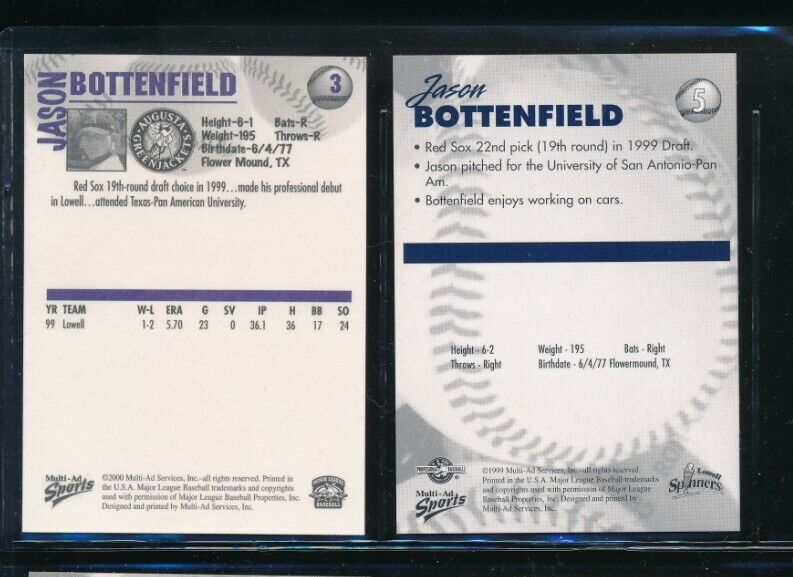 JASON
BOTTENFIELD
3
AUGUSTA
GREENJACKETS
Height-6-1 Bats-R
Weight-195 Throws-R
Birthdate-6/4/77
Flower Mound, TX
Red Sox 19th-round draft choice in 1999...made his professional debut
in Lowell...attended Texas-Pan American University.
YR TEAM W-L ERA G SV IP H BB SO
99 Lowell 1-2 5.70 23 0 36.1 36 17 24
Multi-Ad
Sports
©2000 Multi-Ad Services, Inc.-all rights reserved. Printed in
the U.S.A. Major League Baseball trademarks and copyrights
used with permission of Major League Baseball Properties, Inc.
Designed and printed by Multi-Ad Services, Inc.
BASEBALL
Jason
BOTTENFIELD
5
• Red Sox 22nd pick (19th round) in 1999 Draft.
• Jason pitched for the University of San Antonio-Pan
Am.
• Bottenfield enjoys working on cars.
Height - 6-2 Weight - 195 Bats - Right
Throws - Right Birthdate - 6/4/77 Flowermound, TX
PROFESSIONAL BASEBALL
Multi-Ad
Sports
©1999 Multi-Ad Services, Inc.-all rights reserved.
Printed in the U.S.A. Major League Baseball trademarks
and copyrights used with permission of Major League
Baseball Properties, Inc. Designed and printed by
Multi-Ad Services, Inc.
Lowell
Spinners